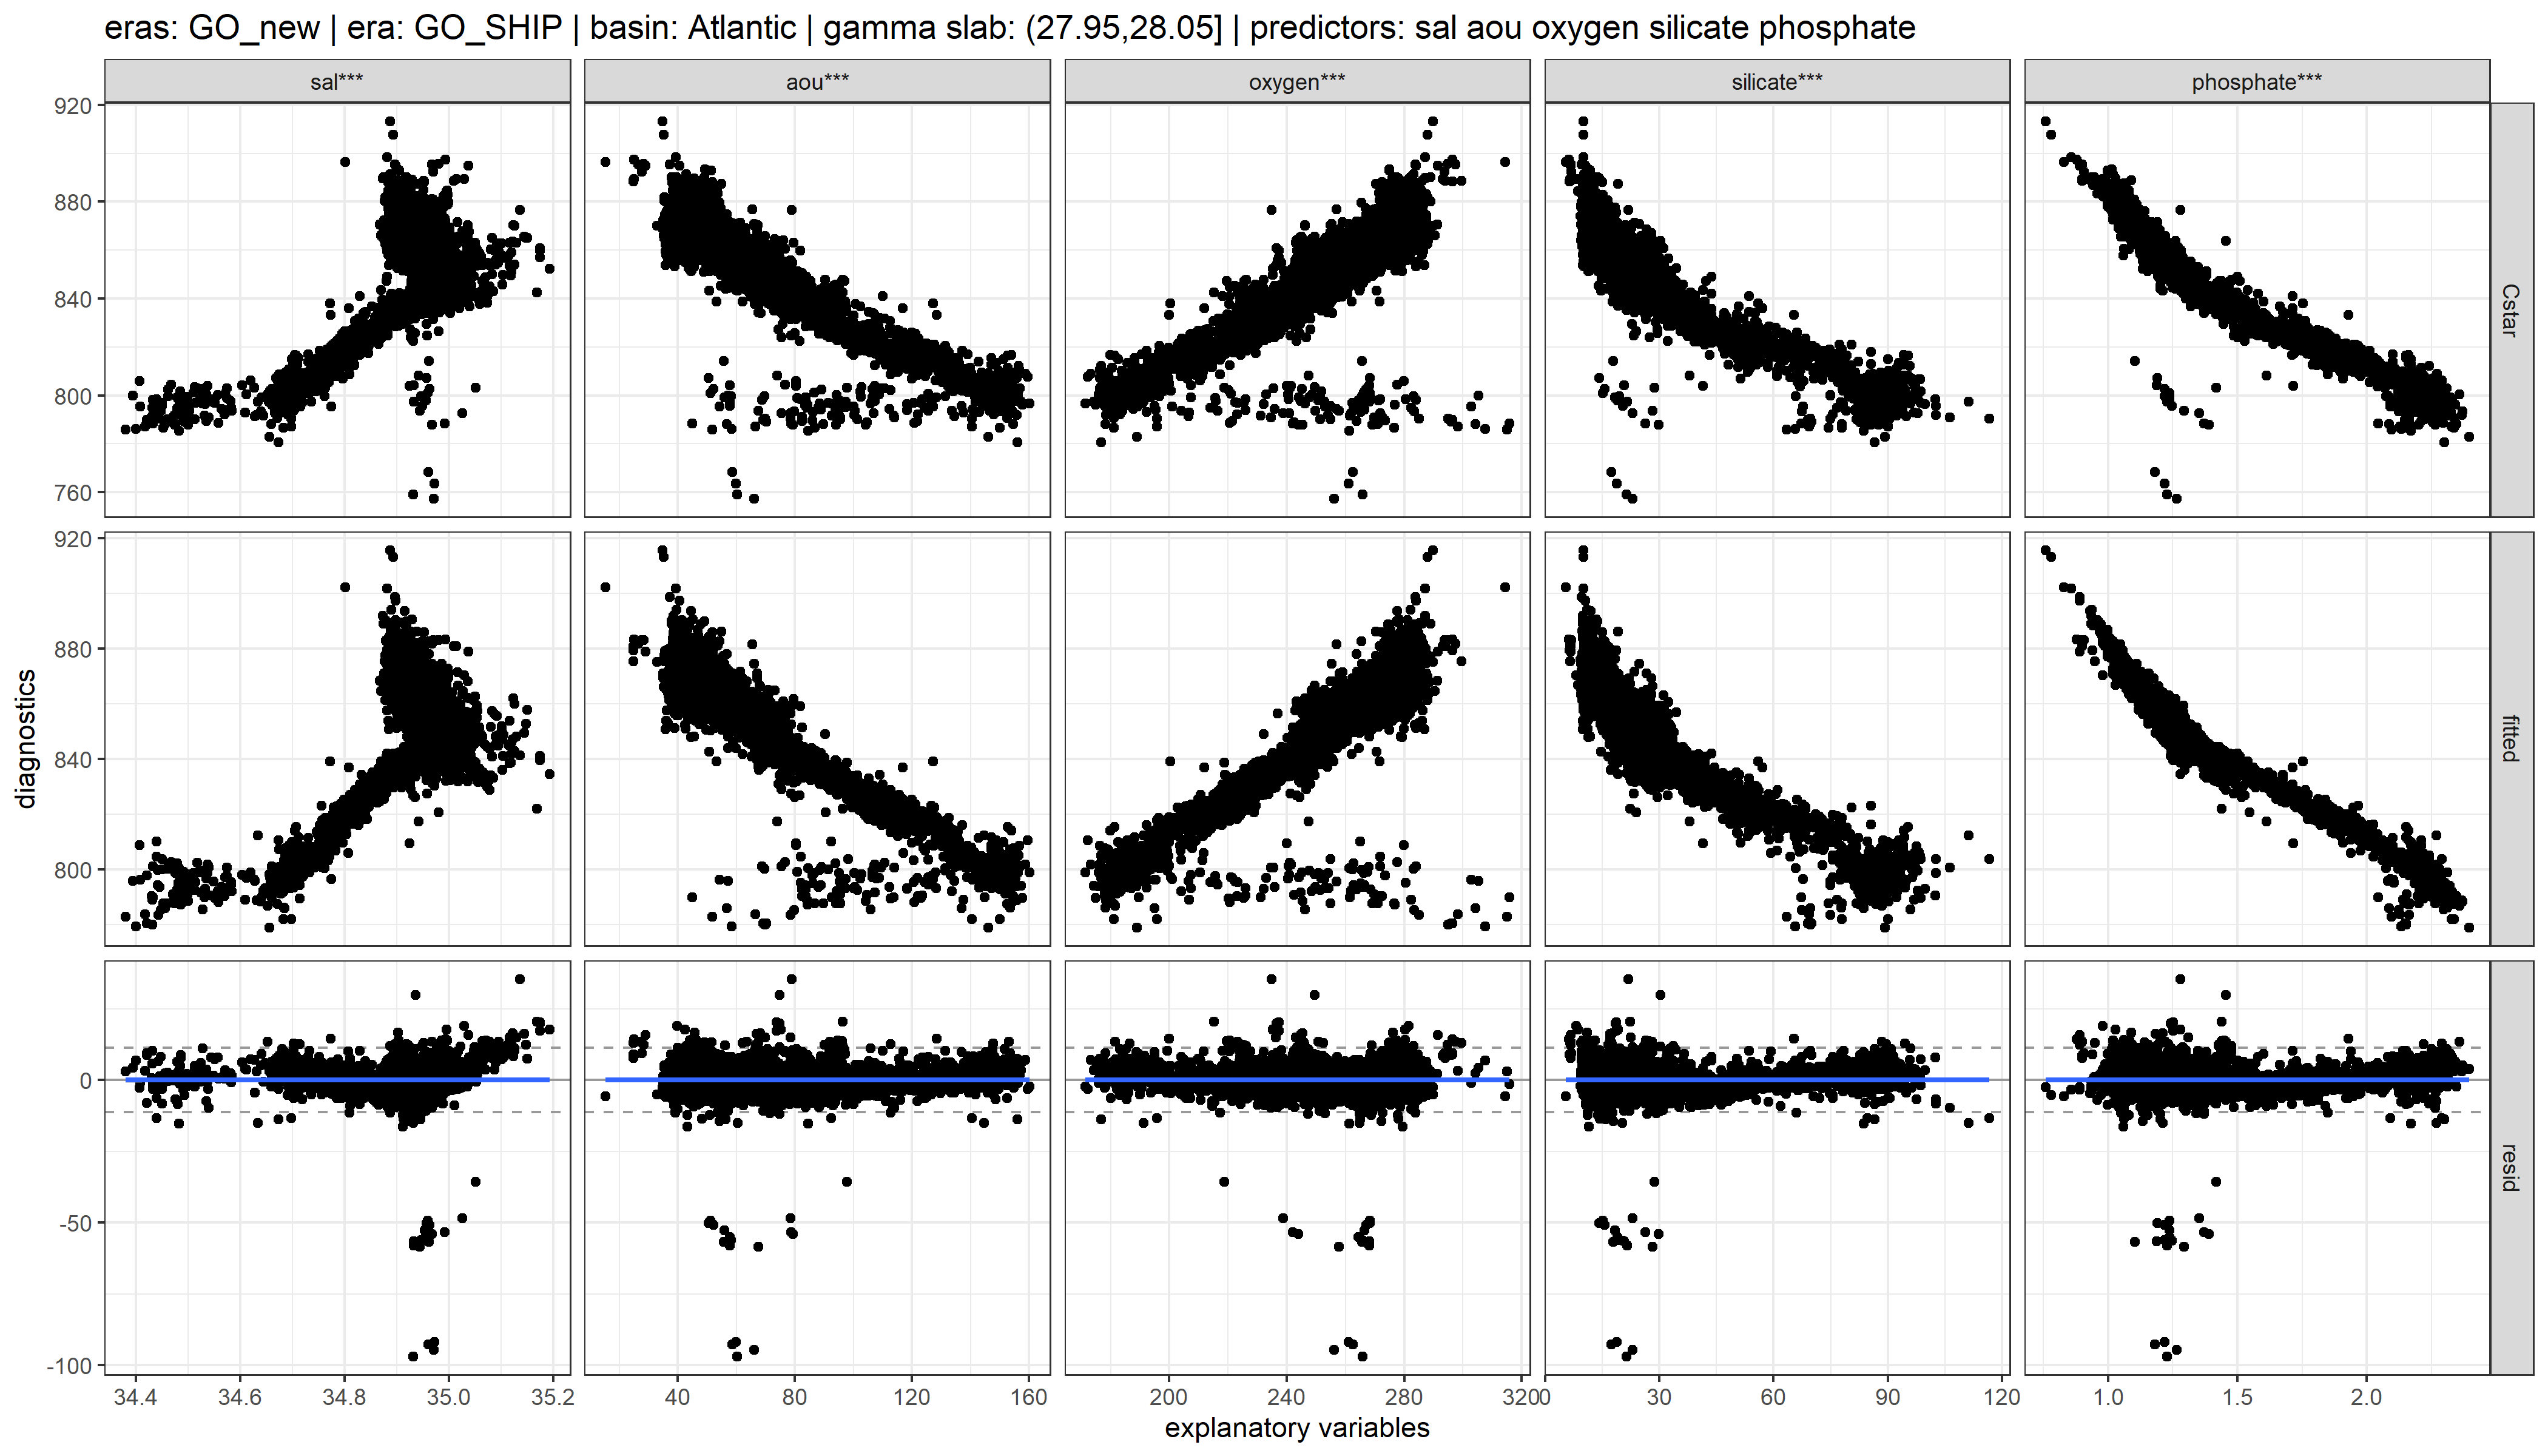 eras: GO_new | era: GO_SHIP | basin: Atlantic | gamma slab: (27.95,28.05] | predictors: sal aou oxygen silicate phosphate
sal*** aou*** oxygen*** silicate*** phosphate***
920
880
840
800
760
Cstar
920
880
840
800
fitted
diagnostics
0
-50
-100
resid
34.4 34.6 34.8 35.0 35.2 40 80 120 160 200 240 280 320 0 30 60 90 120 1.0 1.5 2.0
explanatory variables